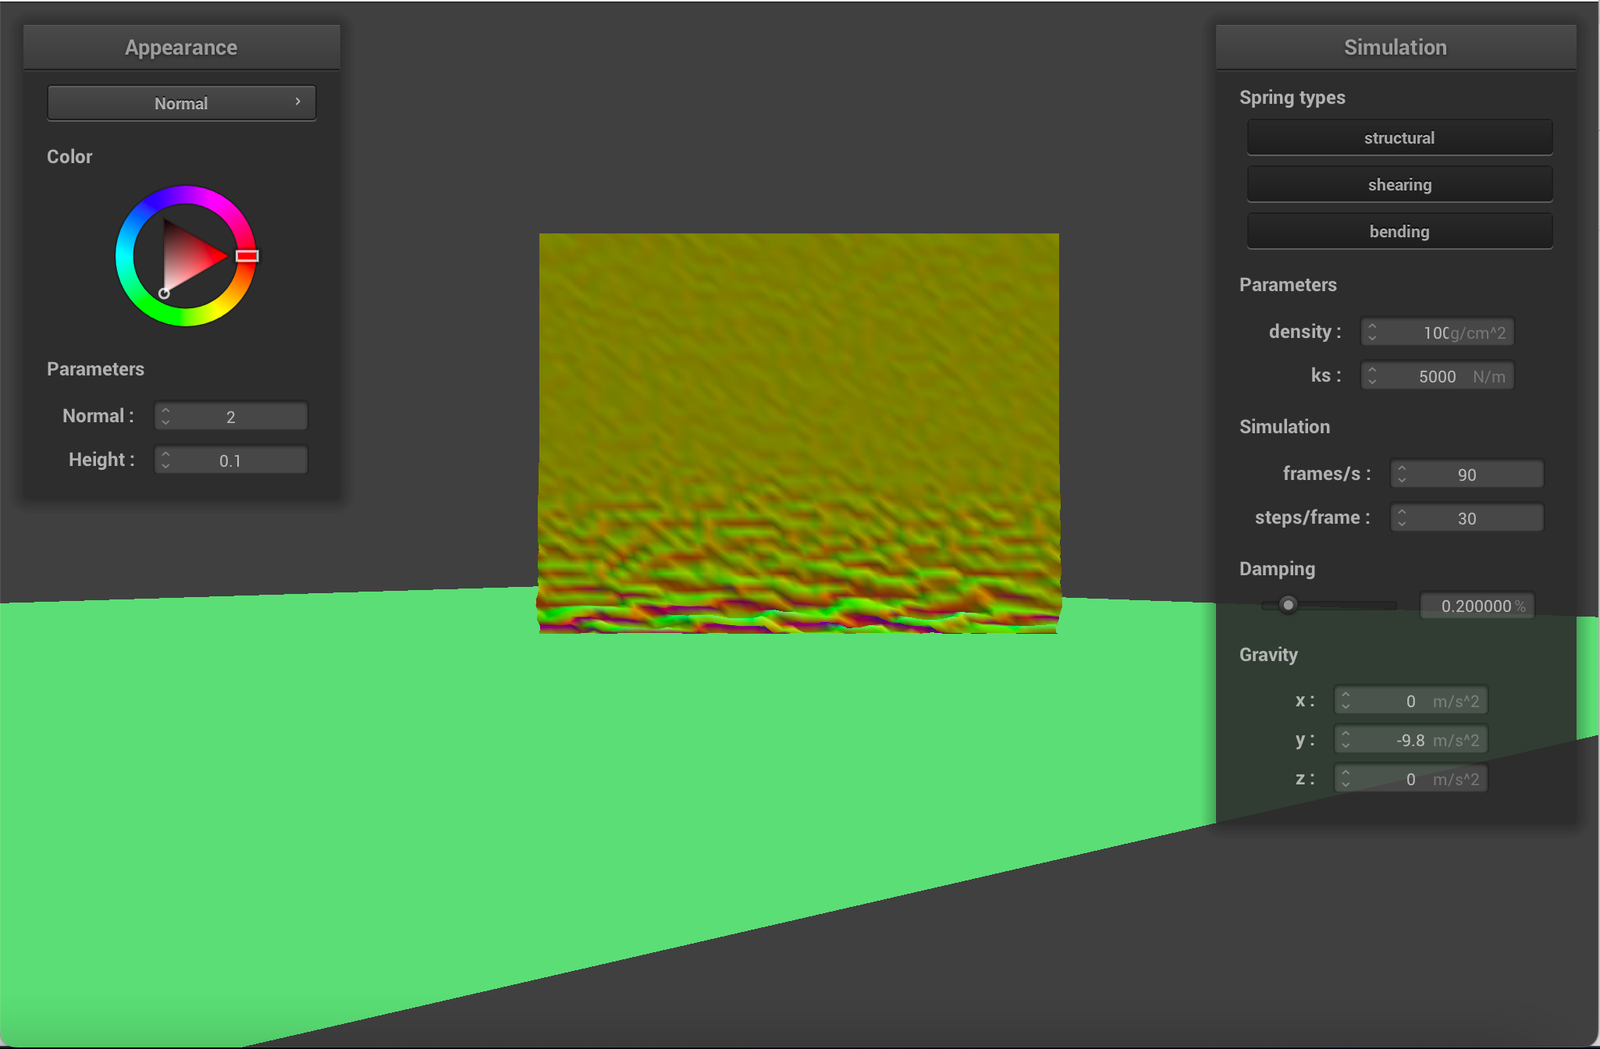 Appearance
Normal
Color
Parameters
Normal : 2
Height : 0.1
Simulation
Spring types
structural
shearing
bending
Parameters
density : 100 g/cm^2
ks : 5000 N/m
Simulation
frames/s : 90
steps/frame : 30
Damping
0.200000 %
Gravity
x : 0 m/s^2
y : -9.8 m/s^2
z : 0 m/s^2